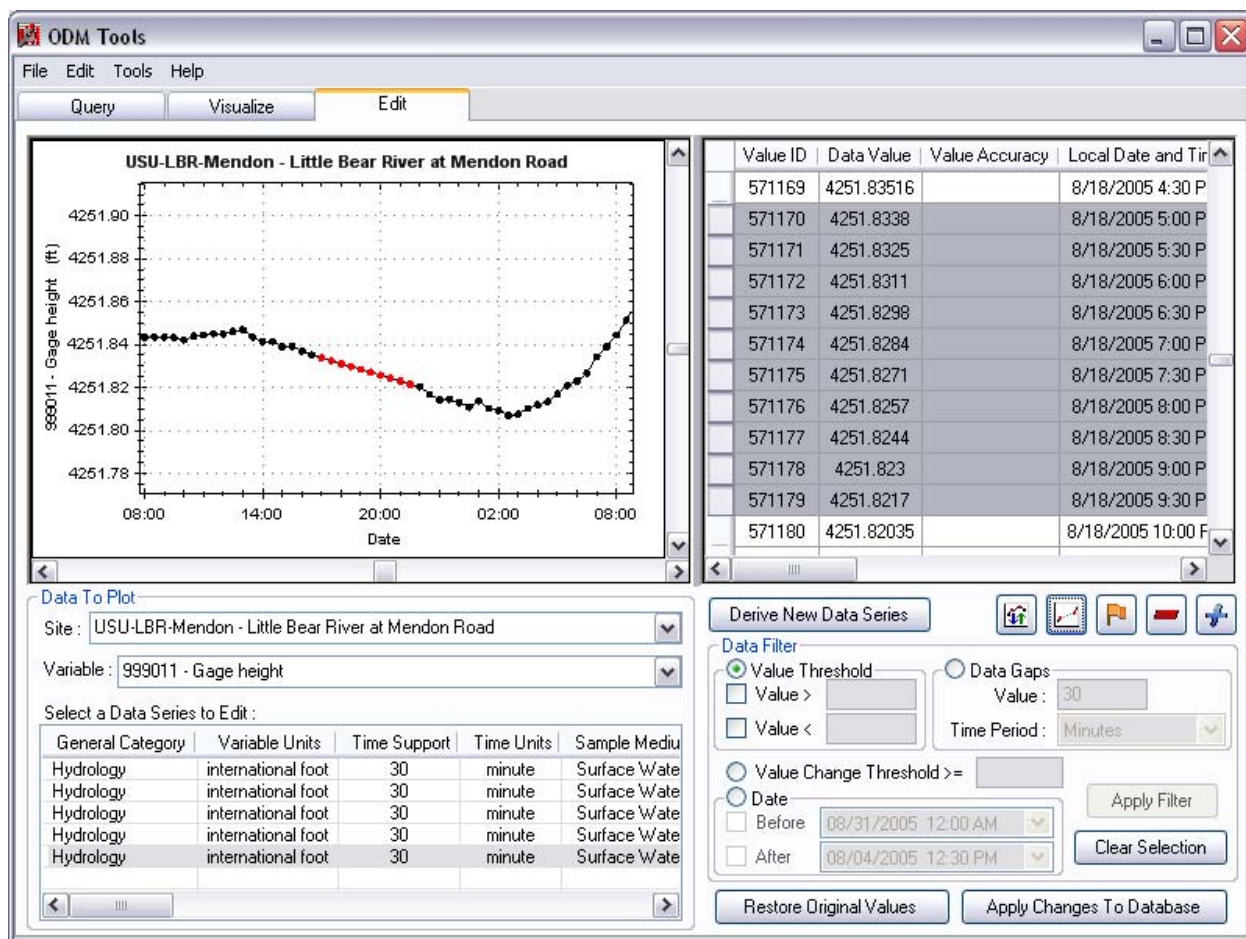 ODM Tools
File Edit Tools Help
Query Visualize Edit
USU-LBR-Mendon - Little Bear River at Mendon Road
999011 - Gage height (ft)
4251.90
4251.88
4251.86
4251.84
4251.82
4251.80
4251.78
08:00 14:00 20:00 02:00 08:00
Date
Value ID Data Value Value Accuracy Local Date and Tir
571169 4251.83516 8/18/2005 4:30 P
571170 4251.8338 8/18/2005 5:00 P
571171 4251.8325 8/18/2005 5:30 P
571172 4251.8311 8/18/2005 6:00 P
571173 4251.8298 8/18/2005 6:30 P
571174 4251.8284 8/18/2005 7:00 P
571175 4251.8271 8/18/2005 7:30 P
571176 4251.8257 8/18/2005 8:00 P
571177 4251.8244 8/18/2005 8:30 P
571178 4251.823 8/18/2005 9:00 P
571179 4251.8217 8/18/2005 9:30 P
571180 4251.82035 8/18/2005 10:00 F
Data To Plot
Site : USU-LBR-Mendon - Little Bear River at Mendon Road
Variable : 999011 - Gage height
Select a Data Series to Edit :
General Category Variable Units Time Support Time Units Sample Mediu
Hydrology international foot 30 minute Surface Wate
Hydrology international foot 30 minute Surface Wate
Hydrology international foot 30 minute Surface Wate
Hydrology international foot 30 minute Surface Wate
Hydrology international foot 30 minute Surface Wate
Derive New Data Series
Data Filter
Value Threshold
Value >
Value <
Data Gaps
Value : 30
Time Period : Minutes
Value Change Threshold >=
Date
Before 08/31/2005 12:00 AM
After 08/04/2005 12:30 PM
Apply Filter
Clear Selection
Restore Original Values
Apply Changes To Database